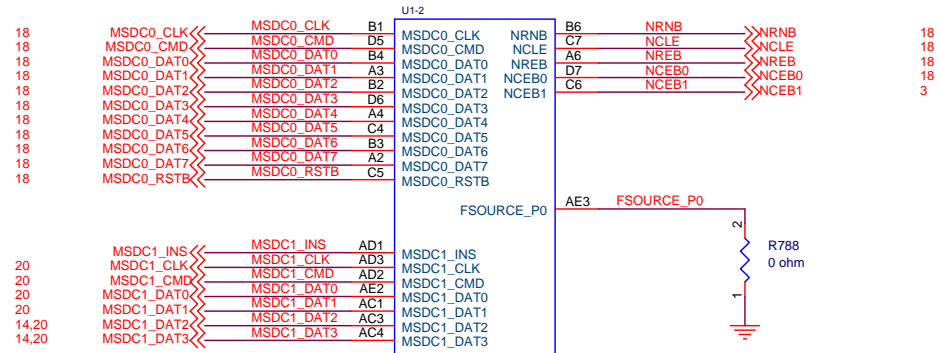 U1-2
18 MSDC0_CLK MSDC0_CLK B1 MSDC0_CLK NRNB B6 NRNB NRNB 18
18 MSDC0_CMD MSDC0_CMD D5 MSDC0_CMD NCLE C7 NCLE NCLE 18
18 MSDC0_DAT0 MSDC0_DAT0 B4 MSDC0_DAT0 NREB A6 NREB NREB 18
18 MSDC0_DAT1 MSDC0_DAT1 A3 MSDC0_DAT1 NCEB0 D7 NCEB0 NCEB0 18
18 MSDC0_DAT2 MSDC0_DAT2 B2 MSDC0_DAT2 NCEB1 C6 NCEB1 NCEB1 3
18 MSDC0_DAT3 MSDC0_DAT3 D6 MSDC0_DAT3
18 MSDC0_DAT4 MSDC0_DAT4 A4 MSDC0_DAT4
18 MSDC0_DAT5 MSDC0_DAT5 C4 MSDC0_DAT5
18 MSDC0_DAT6 MSDC0_DAT6 B3 MSDC0_DAT6
18 MSDC0_DAT7 MSDC0_DAT7 A2 MSDC0_DAT7
18 MSDC0_RSTB MSDC0_RSTB C5 MSDC0_RSTB
FSOURCE_P0 AE3 FSOURCE_P0
2
R788
0 ohm
1
MSDC1_INS MSDC1_INS AD1 MSDC1_INS
20 MSDC1_CLK MSDC1_CLK AD3 MSDC1_CLK
20 MSDC1_CMD MSDC1_CMD AD2 MSDC1_CMD
20 MSDC1_DAT0 MSDC1_DAT0 AE2 MSDC1_DAT0
20 MSDC1_DAT1 MSDC1_DAT1 AC1 MSDC1_DAT1
14,20 MSDC1_DAT2 MSDC1_DAT2 AC3 MSDC1_DAT2
14,20 MSDC1_DAT3 MSDC1_DAT3 AC4 MSDC1_DAT3